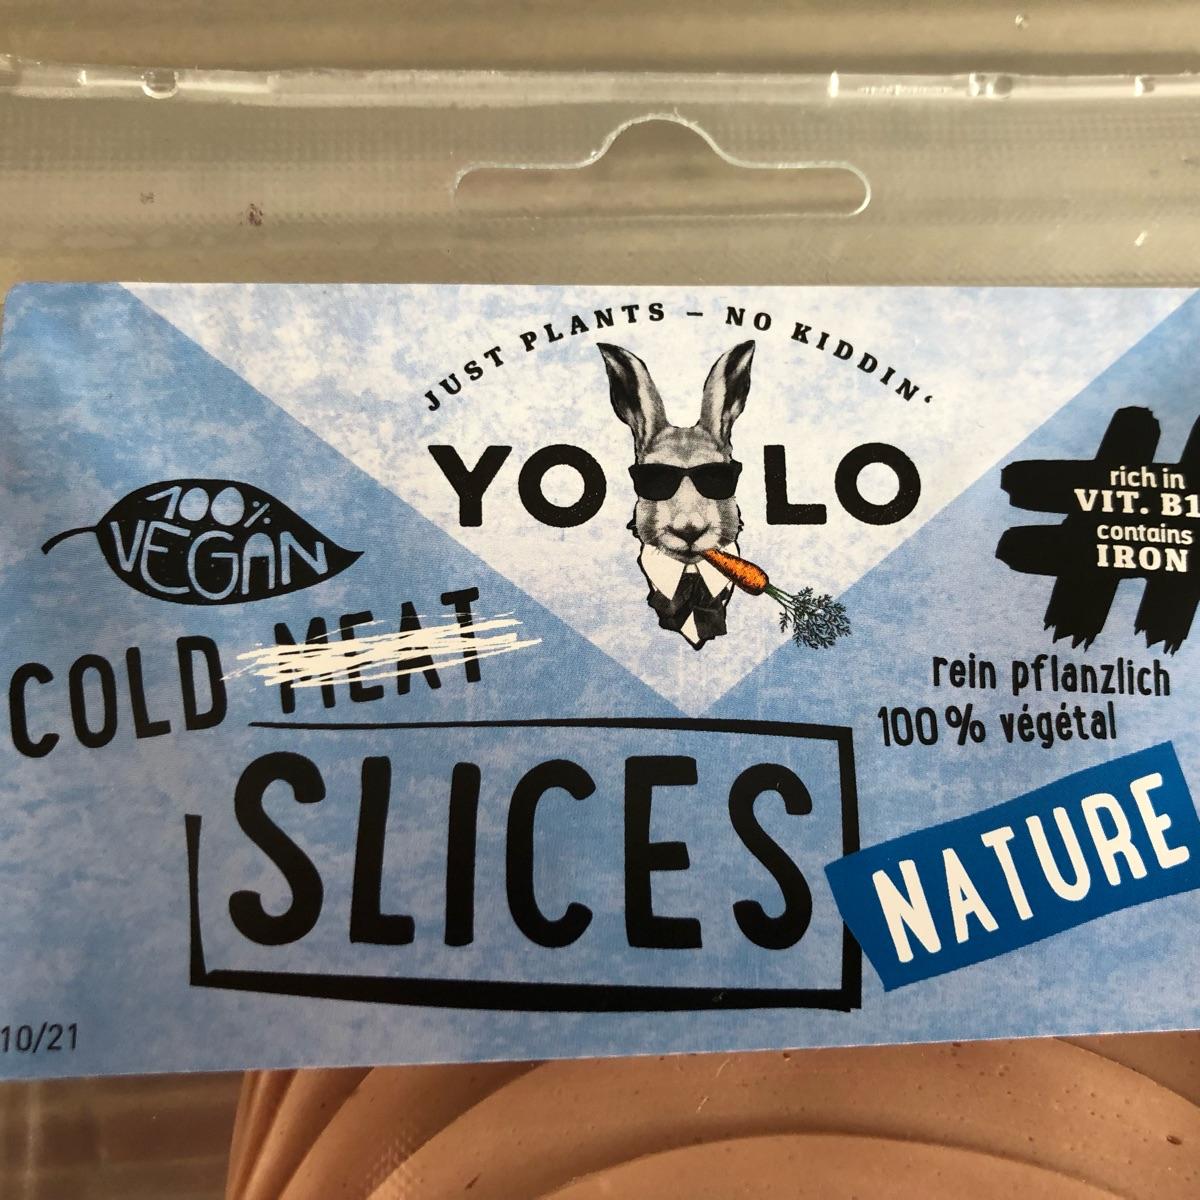 JUST PLANTS – NO KIDDIN‘
YO LO
100%
VEGAN
rich in
VIT. B1
contains
IRON
COLD MEAT
SLICES
rein pflanzlich
100% végétal
NATURE
10/21